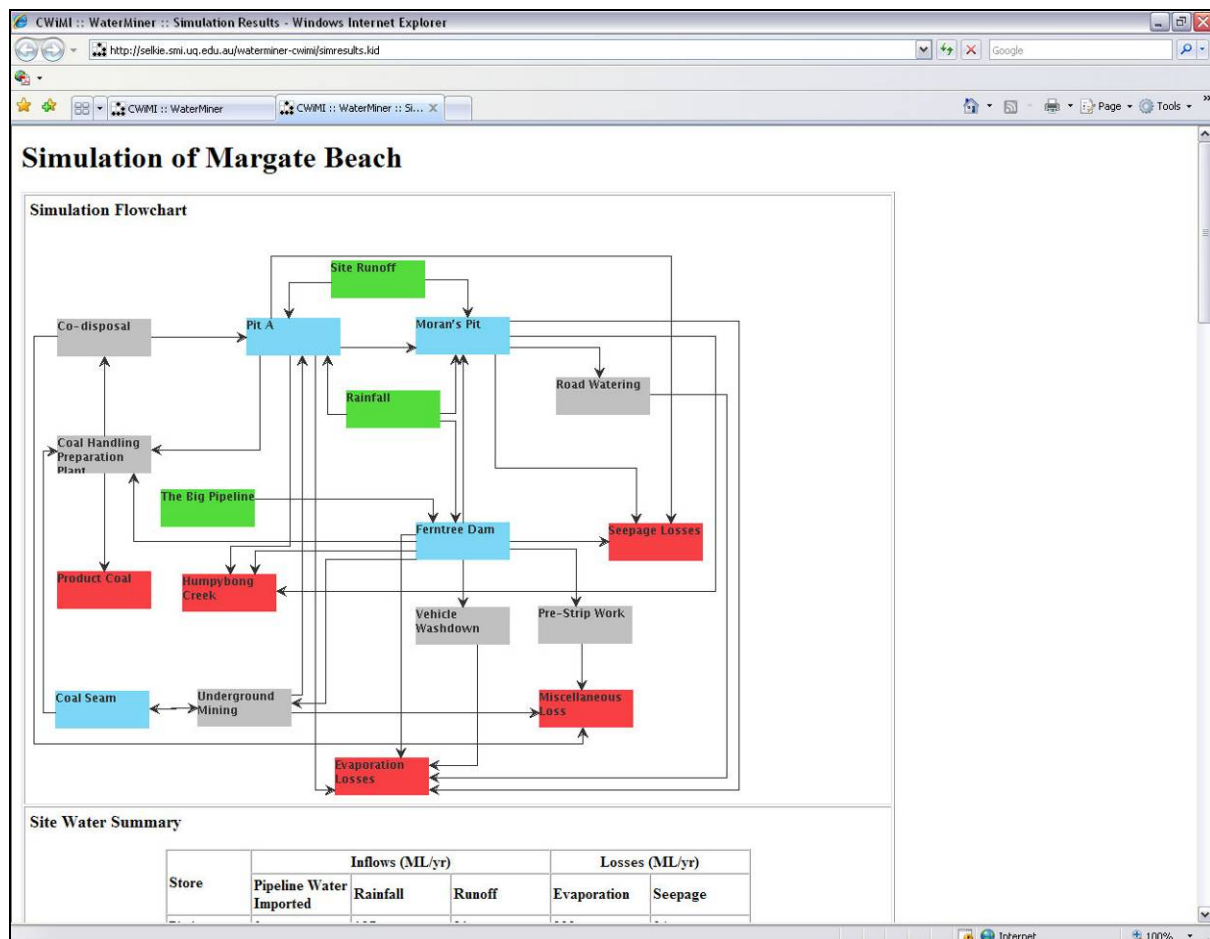 CWiMI :: WaterMiner :: Simulation Results - Windows Internet Explorer
http://selkie.smi.uq.edu.au/waterminer-cwimi/simresults.kid
Google
CWiMI :: WaterMiner
CWiMI :: WaterMiner :: Si...
Page
Tools
Simulation of Margate Beach
Simulation Flowchart
Site Runoff
Co-disposal
Pit A
Moran's Pit
Road Watering
Rainfall
Coal Handling
Preparation
Plant
The Big Pipeline
Ferntree Dam
Seepage Losses
Product Coal
Humpybong
Creek
Vehicle
Washdown
Pre-Strip Work
Coal Seam
Underground
Mining
Miscellaneous
Loss
Evaporation
Losses
Site Water Summary
Store
Inflows (ML/yr)
Losses (ML/yr)
Pipeline Water
Imported
Rainfall
Runoff
Evaporation
Seepage
Internet
100%